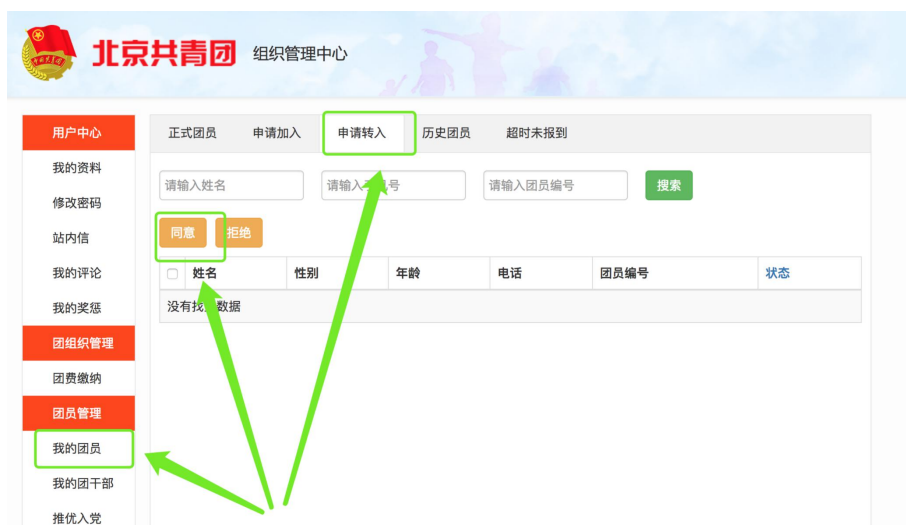 北京共青团 组织管理中心
用户中心
我的资料
修改密码
站内信
我的评论
我的奖惩
团组织管理
团费缴纳
团员管理
我的团员
我的团干部
推优入党
正式团员 申请加入 申请转入 历史团员 超时未报到
请输入姓名 请输入 号 请输入团员编号 搜索
同意 拒绝
姓名 性别 年龄 电话 团员编号 状态
没有找 数据